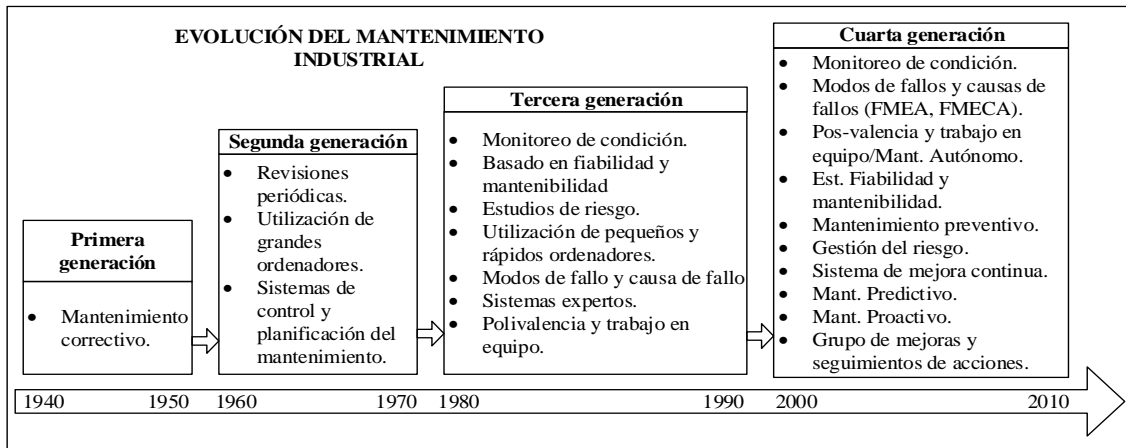 EVOLUCIÓN DEL MANTENIMIENTO
INDUSTRIAL
Primera
generación
• Mantenimiento
correctivo.
Segunda generación
• Revisiones
periódicas.
• Utilización de
grandes
ordenadores.
• Sistemas de
control y
planificación del
mantenimiento.
Tercera generación
• Monitoreo de condición.
• Basado en fiabilidad y
mantenibilidad
• Estudios de riesgo.
• Utilización de pequeños y
rápidos ordenadores.
• Modos de fallo y causa de fallo
• Sistemas expertos.
• Polivalencia y trabajo en
equipo.
Cuarta generación
• Monitoreo de condición.
• Modos de fallos y causas de
fallos (FMEA, FMECA).
• Pos-valencia y trabajo en
equipo/Mant. Autónomo.
• Est. Fiabilidad y
mantenibilidad.
• Mantenimiento preventivo.
• Gestión del riesgo.
• Sistema de mejora continua.
• Mant. Predictivo.
• Mant. Proactivo.
• Grupo de mejoras y
seguimientos de acciones.
1940 1950 1960 1970 1980 1990 2000 2010